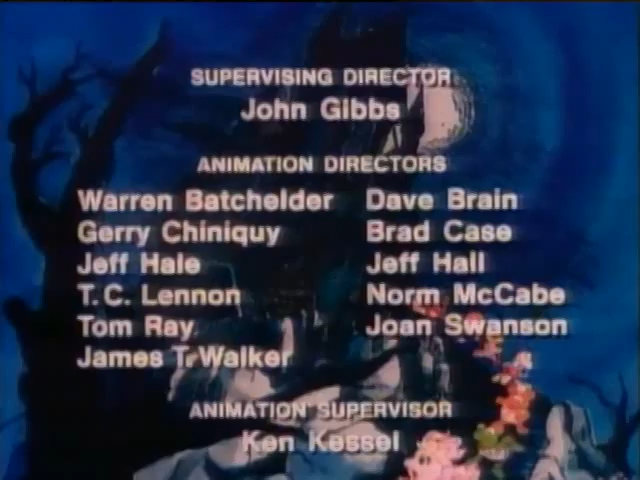 SUPERVISING DIRECTOR
John Gibbs
ANIMATION DIRECTORS
Warren Batchelder Dave Brain
Gerry Chiniquy Brad Case
Jeff Hale Jeff Hall
T.C. Lennon Norm McCabe
Tom Ray Joan Swanson
James T. Walker
ANIMATION SUPERVISOR
Ken Kessel